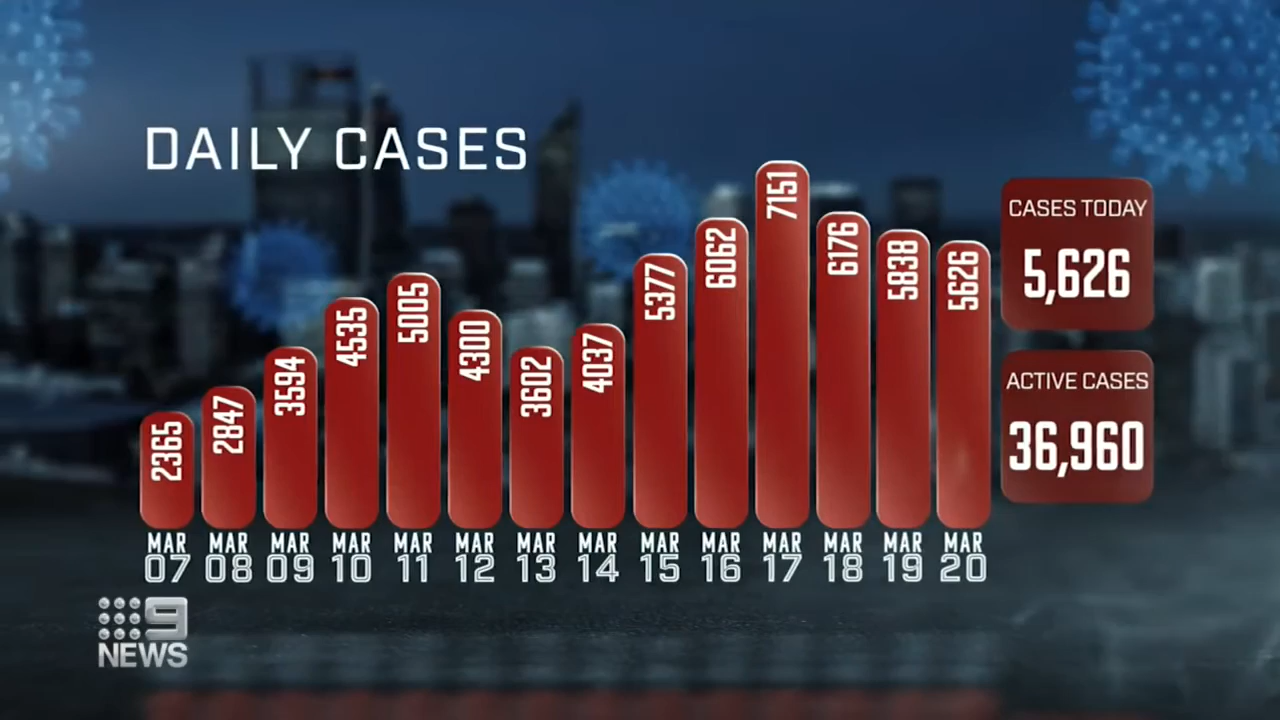 DAILY CASES
2365 2847 3594 4535 5005 4300 3602 4037 5377 6062 7151 6176 5838 5626
MAR MAR MAR MAR MAR MAR MAR MAR MAR MAR MAR MAR MAR MAR
07 08 09 10 11 12 13 14 15 16 17 18 19 20
CASES TODAY
5,626
ACTIVE CASES
36,960
9
NEWS